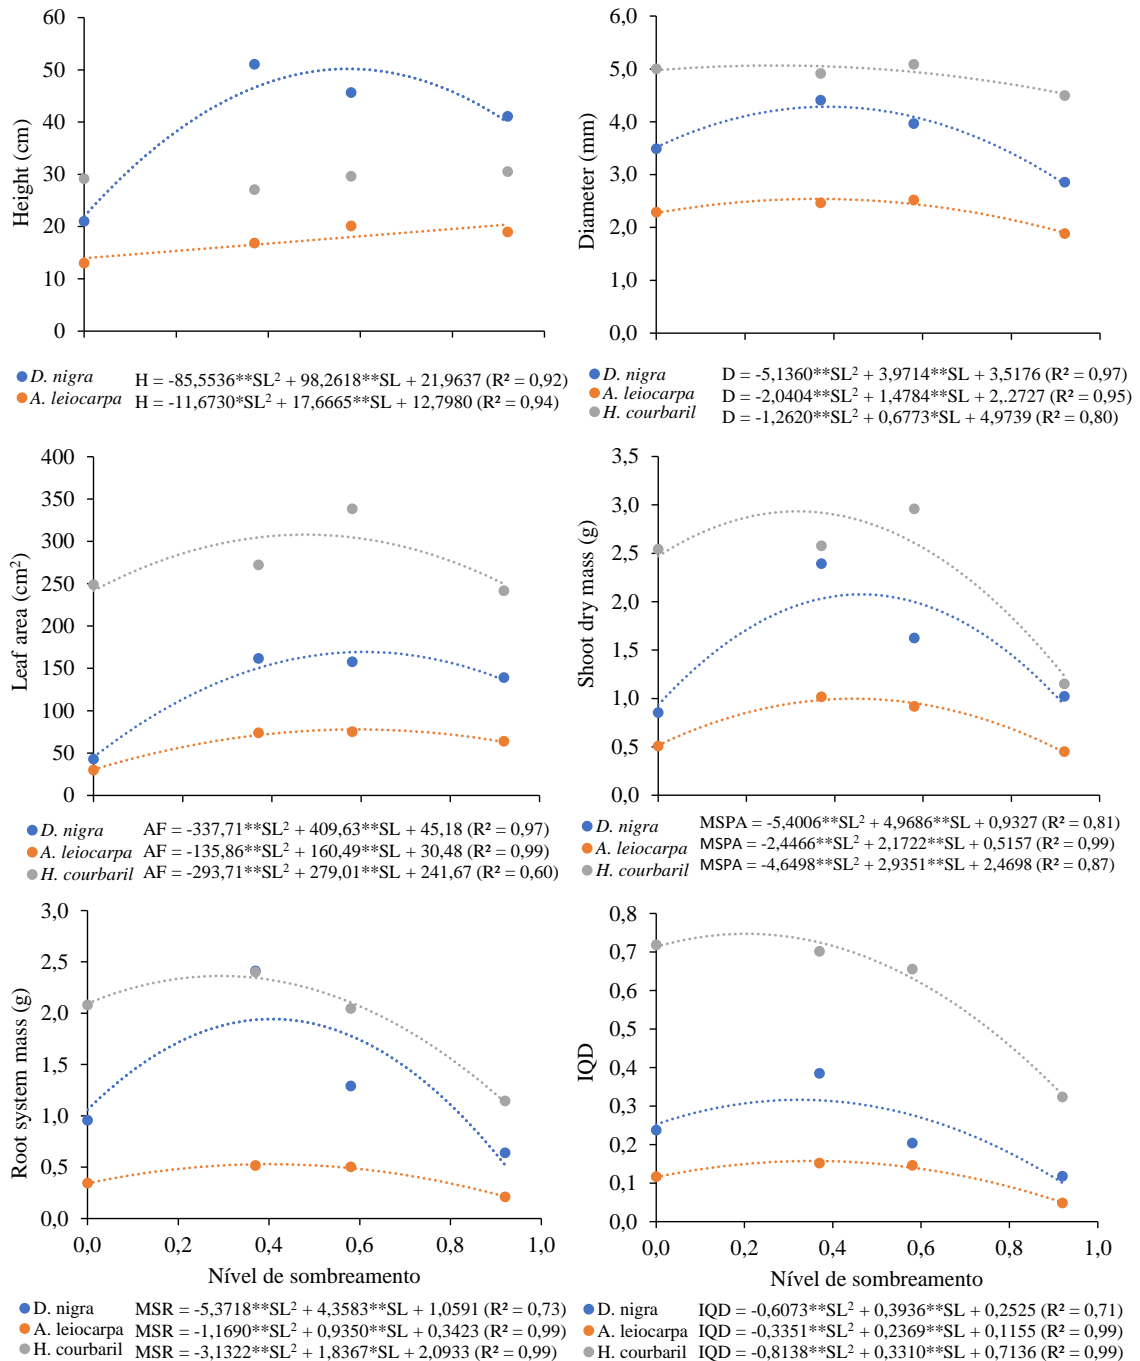 60
50
40
30
20
10
0
Height (cm)
D. nigra H = -85,5536**SL² + 98,2618**SL + 21,9637 (R² = 0,92)
A. leiocarpa H = -11,6730*SL² + 17,6665**SL + 12,7980 (R² = 0,94)
6,0
5,0
4,0
3,0
2,0
1,0
0,0
Diameter (mm)
D. nigra D = -5,1360**SL² + 3,9714**SL + 3,5176 (R² = 0,97)
A. leiocarpa D = -2,0404**SL² + 1,4784**SL + 2,.2727 (R² = 0,95)
H. courbaril D = -1,2620**SL² + 0,6773*SL + 4,9739 (R² = 0,80)
400
350
300
250
200
150
100
50
0
Leaf area (cm²)
D. nigra AF = -337,71**SL² + 409,63**SL + 45,18 (R² = 0,97)
A. leiocarpa AF = -135,86**SL² + 160,49**SL + 30,48 (R² = 0,99)
H. courbaril AF = -293,71**SL² + 279,01**SL + 241,67 (R² = 0,60)
3,5
3,0
2,5
2,0
1,5
1,0
0,5
0,0
Shoot dry mass (g)
D. nigra MSPA = -5,4006**SL² + 4,9686**SL + 0,9327 (R² = 0,81)
A. leiocarpa MSPA = -2,4466**SL² + 2,1722**SL + 0,5157 (R² = 0,99)
H. courbaril MSPA = -4,6498**SL² + 2,9351**SL + 2,4698 (R² = 0,87)
3,0
2,5
2,0
1,5
1,0
0,5
0,0
Root system mass (g)
0,0 0,2 0,4 0,6 0,8 1,0
Nível de sombreamento
D. nigra MSR = -5,3718**SL² + 4,3583**SL + 1,0591 (R² = 0,73)
A. leiocarpa MSR = -1,1690**SL² + 0,9350**SL + 0,3423 (R² = 0,99)
H. courbaril MSR = -3,1322**SL² + 1,8367*SL + 2,0933 (R² = 0,99)
0,8
0,7
0,6
0,5
0,4
0,3
0,2
0,1
0,0
IQD
0,0 0,2 0,4 0,6 0,8 1,0
Nível de sombreamento
D. nigra IQD = -0,6073**SL² + 0,3936**SL + 0,2525 (R² = 0,71)
A. leiocarpa IQD = -0,3351**SL² + 0,2369**SL + 0,1155 (R² = 0,99)
H. courbaril IQD = -0,8138**SL² + 0,3310**SL + 0,7136 (R² = 0,99)